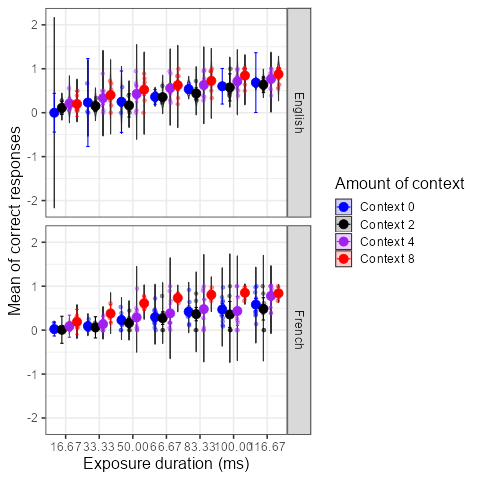 2
1
0
-1
-2
English
2
1
0
-1
-2
French
Mean of correct responses
16.67 33.33 50.00 66.67 83.33 100.00 116.67
Exposure duration (ms)
Amount of context
Context 0
Context 2
Context 4
Context 8